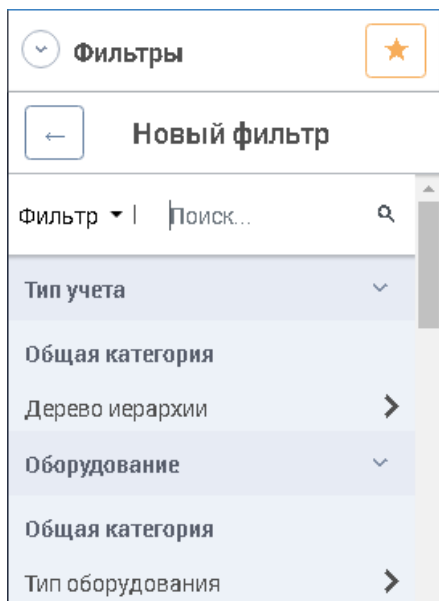 Фильтры
← Новый фильтр
Фильтр | Поиск...
Тип учета
Общая категория
Дерево иерархии
Оборудование
Общая категория
Тип оборудования